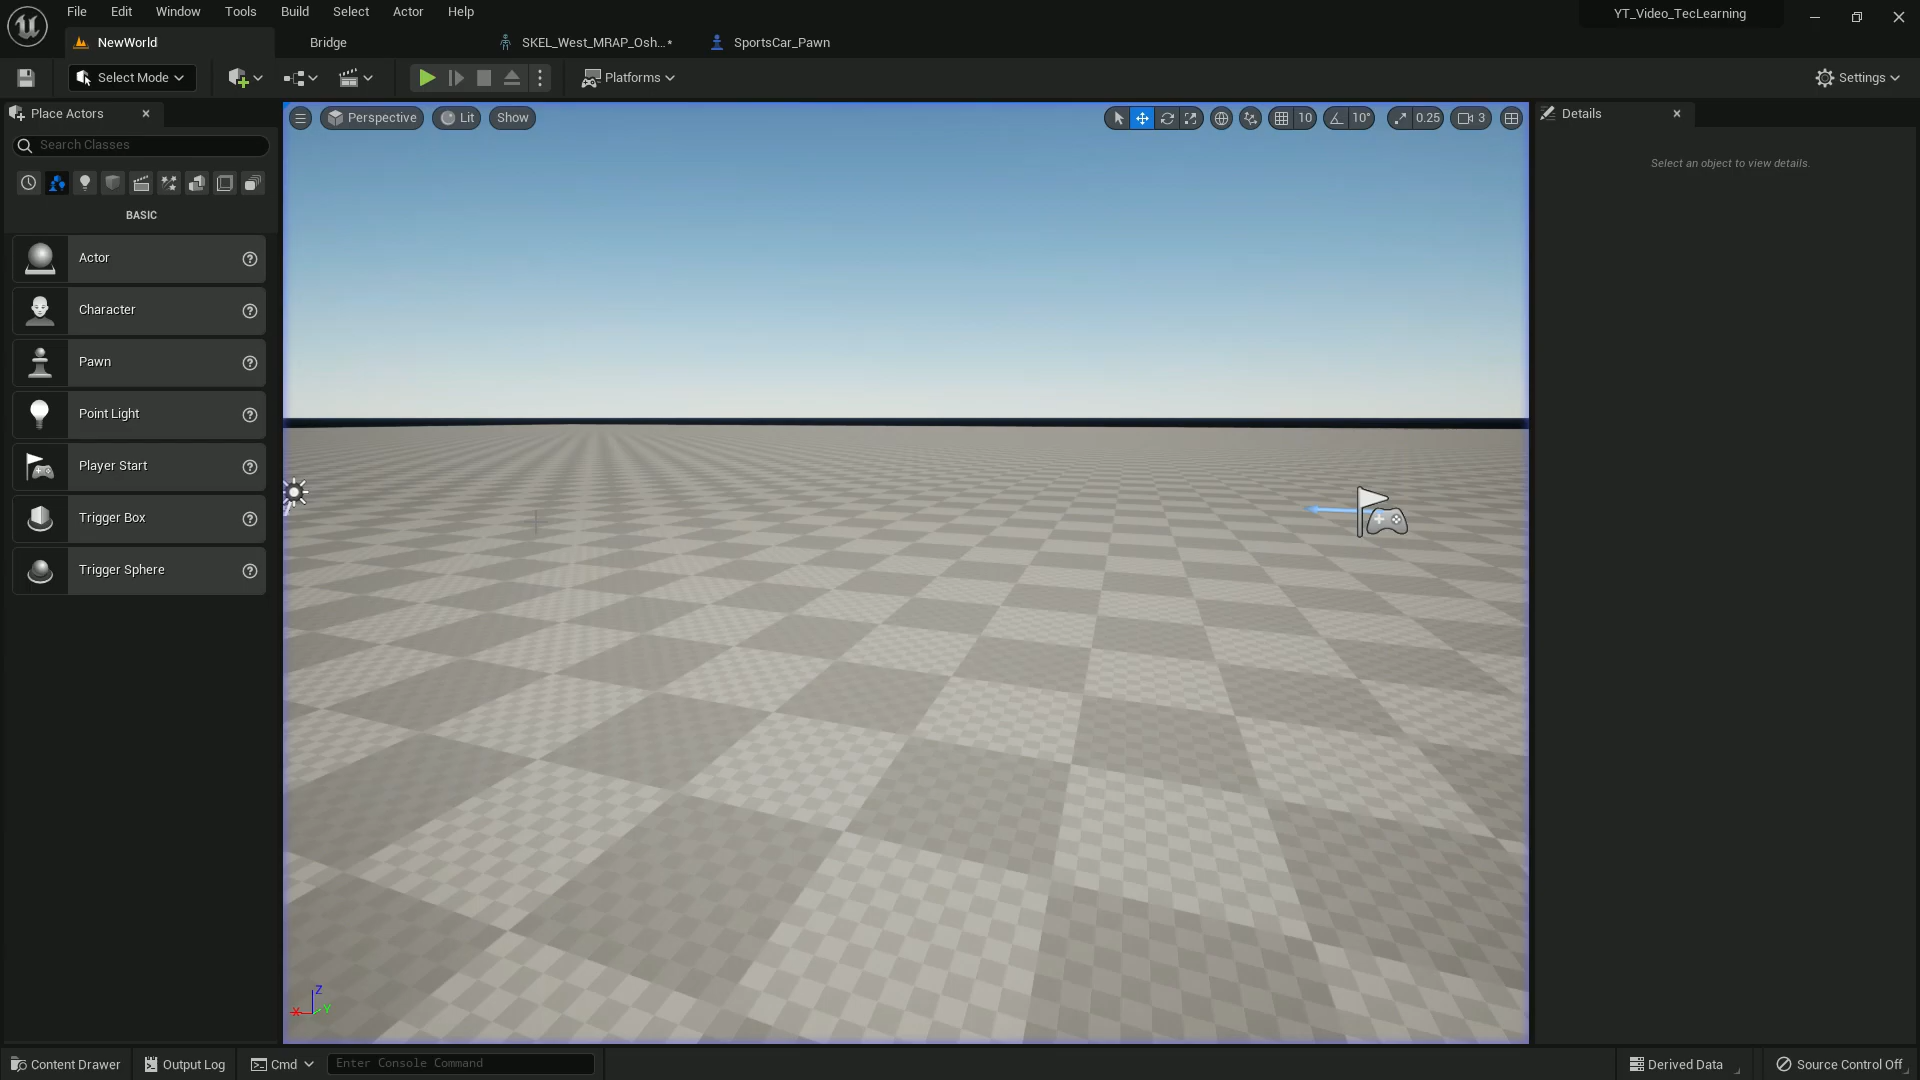 File Edit Window Tools Build Select Actor Help
YT_Video_TecLearning
NewWorld
Bridge
SKEL_West_MRAP_Osh...•
SportsCar_Pawn
Select Mode
Platforms
Settings
Place Actors
Search Classes
BASIC
Actor
Character
Pawn
Point Light
Player Start
Trigger Box
Trigger Sphere
Perspective
Lit
Show
10
10°
0.25
3
X
Y
Z
Details
Select an object to view details.
Content Drawer
Output Log
Cmd
Enter Console Command
Derived Data
Source Control Off